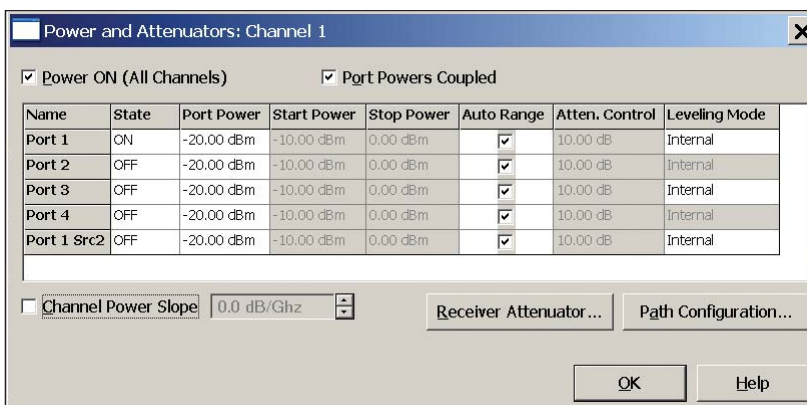 Power and Attenuators: Channel 1
Power ON (All Channels) Port Powers Coupled
Name State Port Power Start Power Stop Power Auto Range Atten. Control Leveling Mode
Port 1 ON -20.00 dBm -10.00 dBm 0.00 dBm 10.00 dB Internal
Port 2 OFF -20.00 dBm -10.00 dBm 0.00 dBm 10.00 dB Internal
Port 3 OFF -20.00 dBm -10.00 dBm 0.00 dBm 10.00 dB Internal
Port 4 OFF -20.00 dBm -10.00 dBm 0.00 dBm 10.00 dB Internal
Port 1 Src2 OFF -20.00 dBm -10.00 dBm 0.00 dBm 10.00 dB Internal
Channel Power Slope 0.0 dB/Ghz Receiver Attenuator... Path Configuration...
OK Help